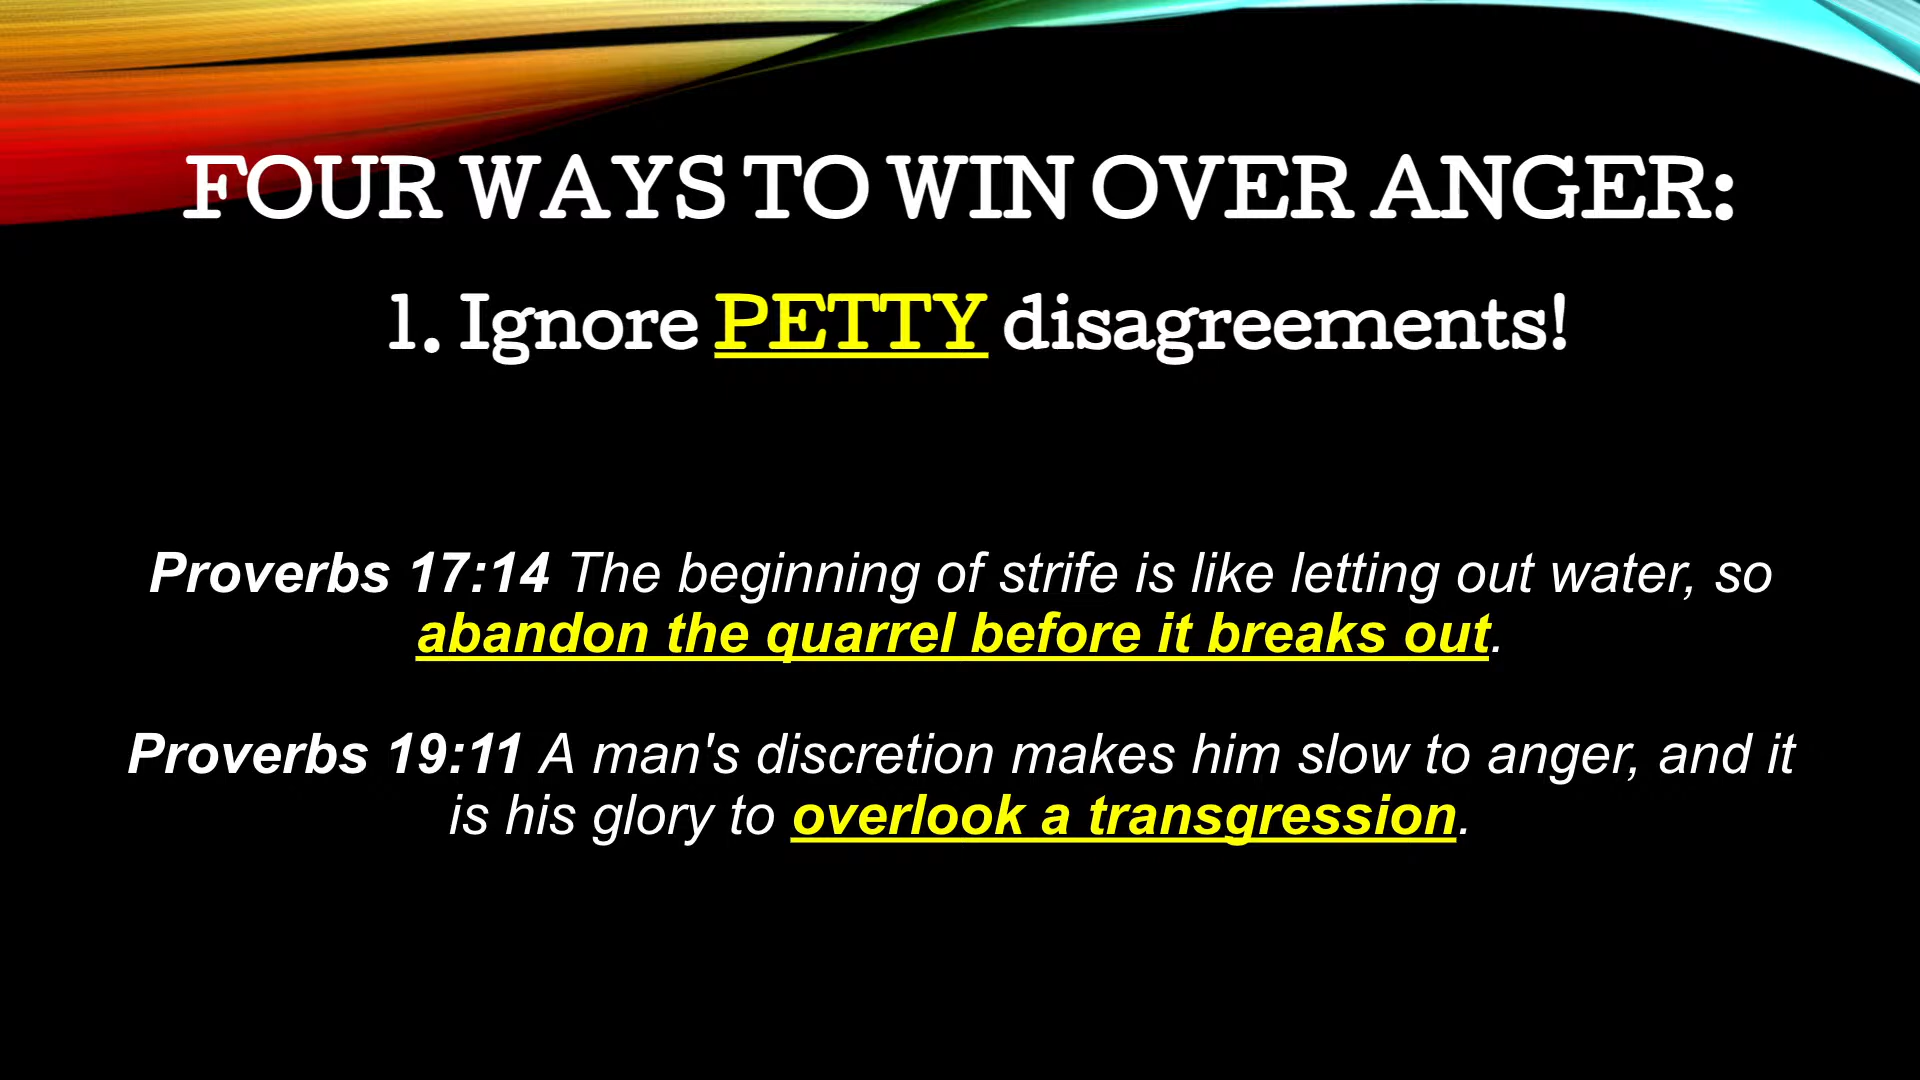 FOUR WAYS TO WIN OVER ANGER:
1. Ignore PETTY disagreements!
Proverbs 17:14 The beginning of strife is like letting out water, so
abandon the quarrel before it breaks out.
Proverbs 19:11 A man's discretion makes him slow to anger, and it
is his glory to overlook a transgression.